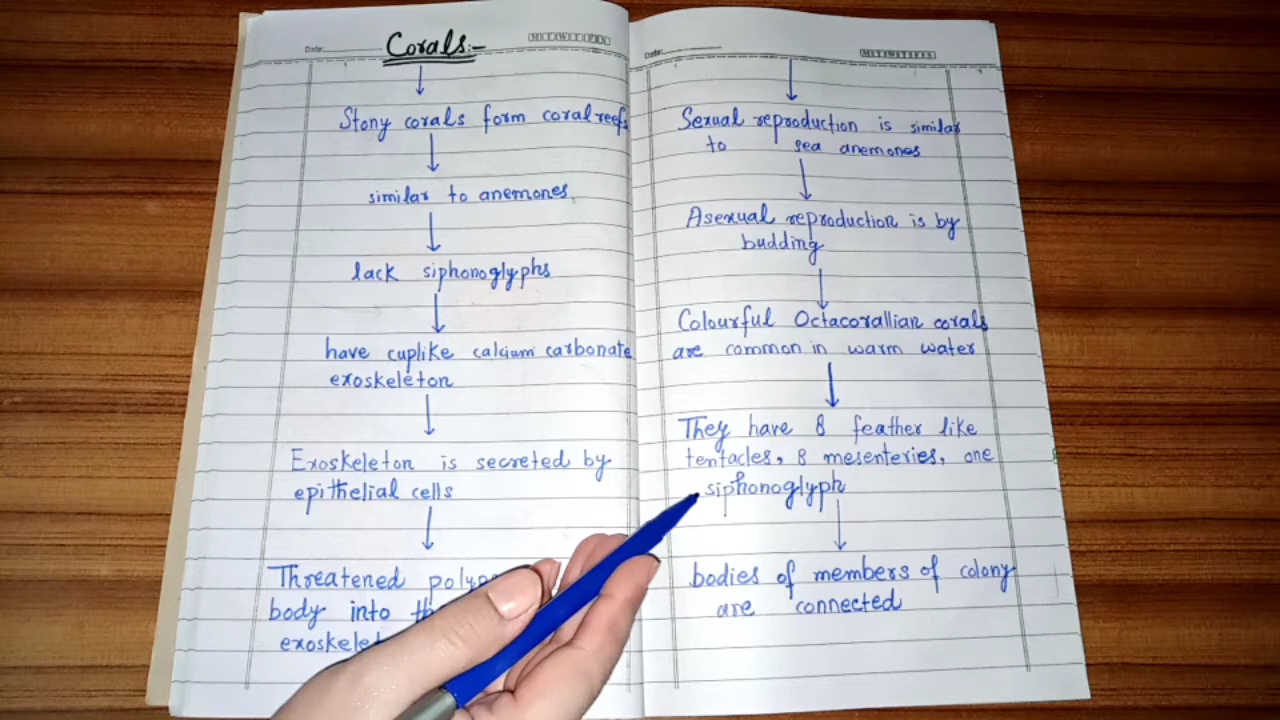 Date:
Corals:-
Stony corals form coral reefs
similar to anemones
lack siphonoglyphs
have cuplike calcium carbonate
exoskeleton
Exoskeleton is secreted by
epithelial cells
Threatened
body into
Date:
Sexual reproduction is similar
to sea anemones
Asexual reproduction is by
budding
Colourful Octacorallian corals
are common in warm water
They have 8 feather like
tentacles, 8 mesenteries, one
siphonoglyph
bodies of members of colony
are connected